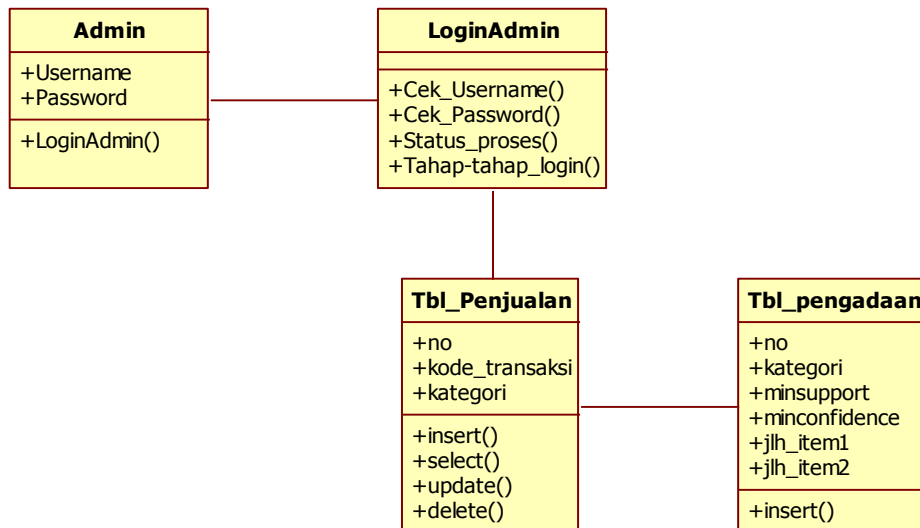 Admin
+Username
+Password
+LoginAdmin()
LoginAdmin
+Cek_Username()
+Cek_Password()
+Status_proses()
+Tahap-tahap_login()
Tbl_Penjualan
+no
+kode_transaksi
+kategori
+insert()
+select()
+update()
+delete()
Tbl_pengadaan
+no
+kategori
+minsupport
+minconfidence
+jlh_item1
+jlh_item2
+insert()